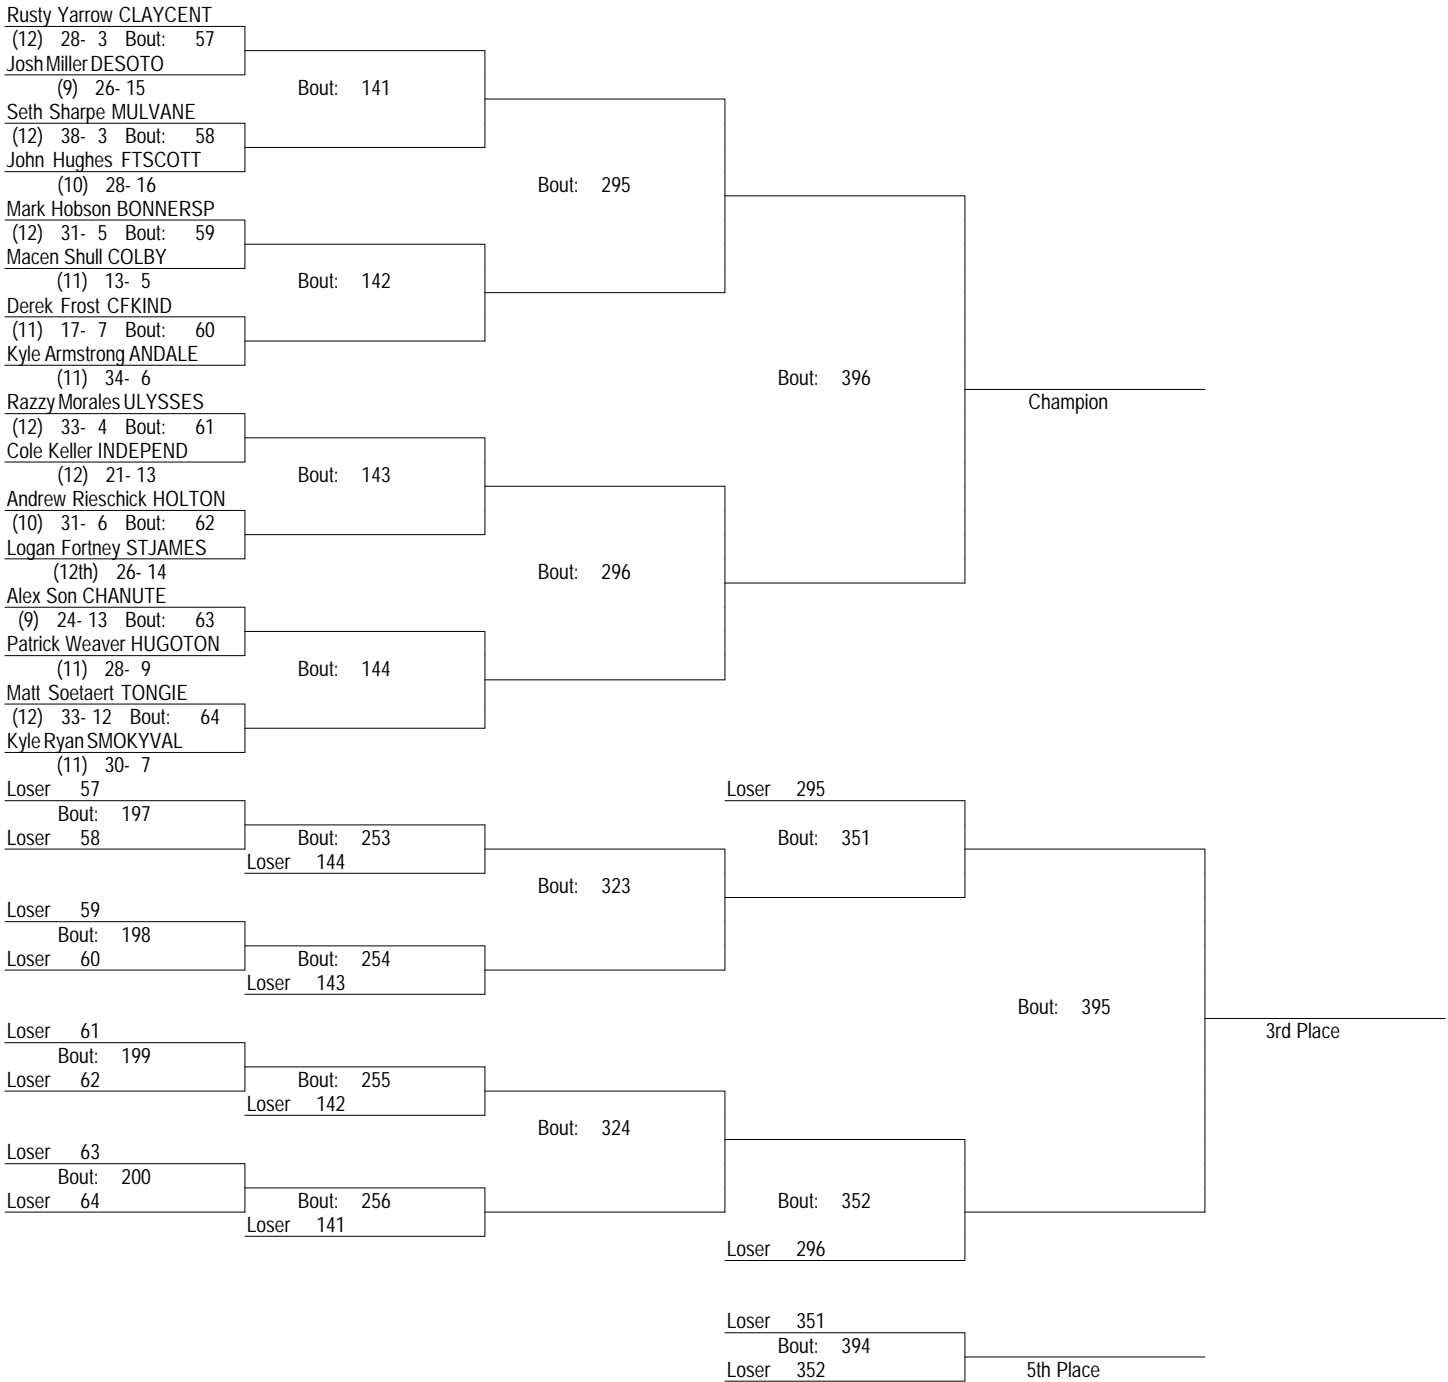 Rusty Yarrow CLAYCENT
(12) 28- 3 Bout: 57
Josh Miller DESOTO
(9) 26- 15
Bout: 141
Seth Sharpe MULVANE
(12) 38- 3 Bout: 58
John Hughes FTSCOTT
(10) 28- 16
Bout: 295
Mark Hobson BONNERSP
(12) 31- 5 Bout: 59
Macen Shull COLBY
(11) 13- 5
Bout: 142
Derek Frost CFKIND
(11) 17- 7 Bout: 60
Kyle Armstrong ANDALE
(11) 34- 6
Bout: 396
Razzy Morales ULYSSES
Champion
(12) 33- 4 Bout: 61
Cole Keller INDEPEND
(12) 21- 13
Bout: 143
Andrew Rieschick HOLTON
(10) 31- 6 Bout: 62
Logan Fortney STJAMES
(12th) 26- 14
Bout: 296
Alex Son CHANUTE
(9) 24- 13 Bout: 63
Patrick Weaver HUGOTON
(11) 28- 9
Bout: 144
Matt Soetaert TONGIE
(12) 33- 12 Bout: 64
Kyle Ryan SMOKYVAL
(11) 30- 7
Loser 57
Loser 295
Bout: 197
Loser 58
Bout: 253
Bout: 351
Loser 144
Bout: 323
Loser 59
Bout: 198
Loser 60
Bout: 254
Loser 143
Bout: 395
Loser 61
3rd Place
Bout: 199
Loser 62
Bout: 255
Loser 142
Bout: 324
Loser 63
Bout: 200
Loser 64
Bout: 256
Bout: 352
Loser 141
Loser 296
Loser 351
Bout: 394
Loser 352
5th Place